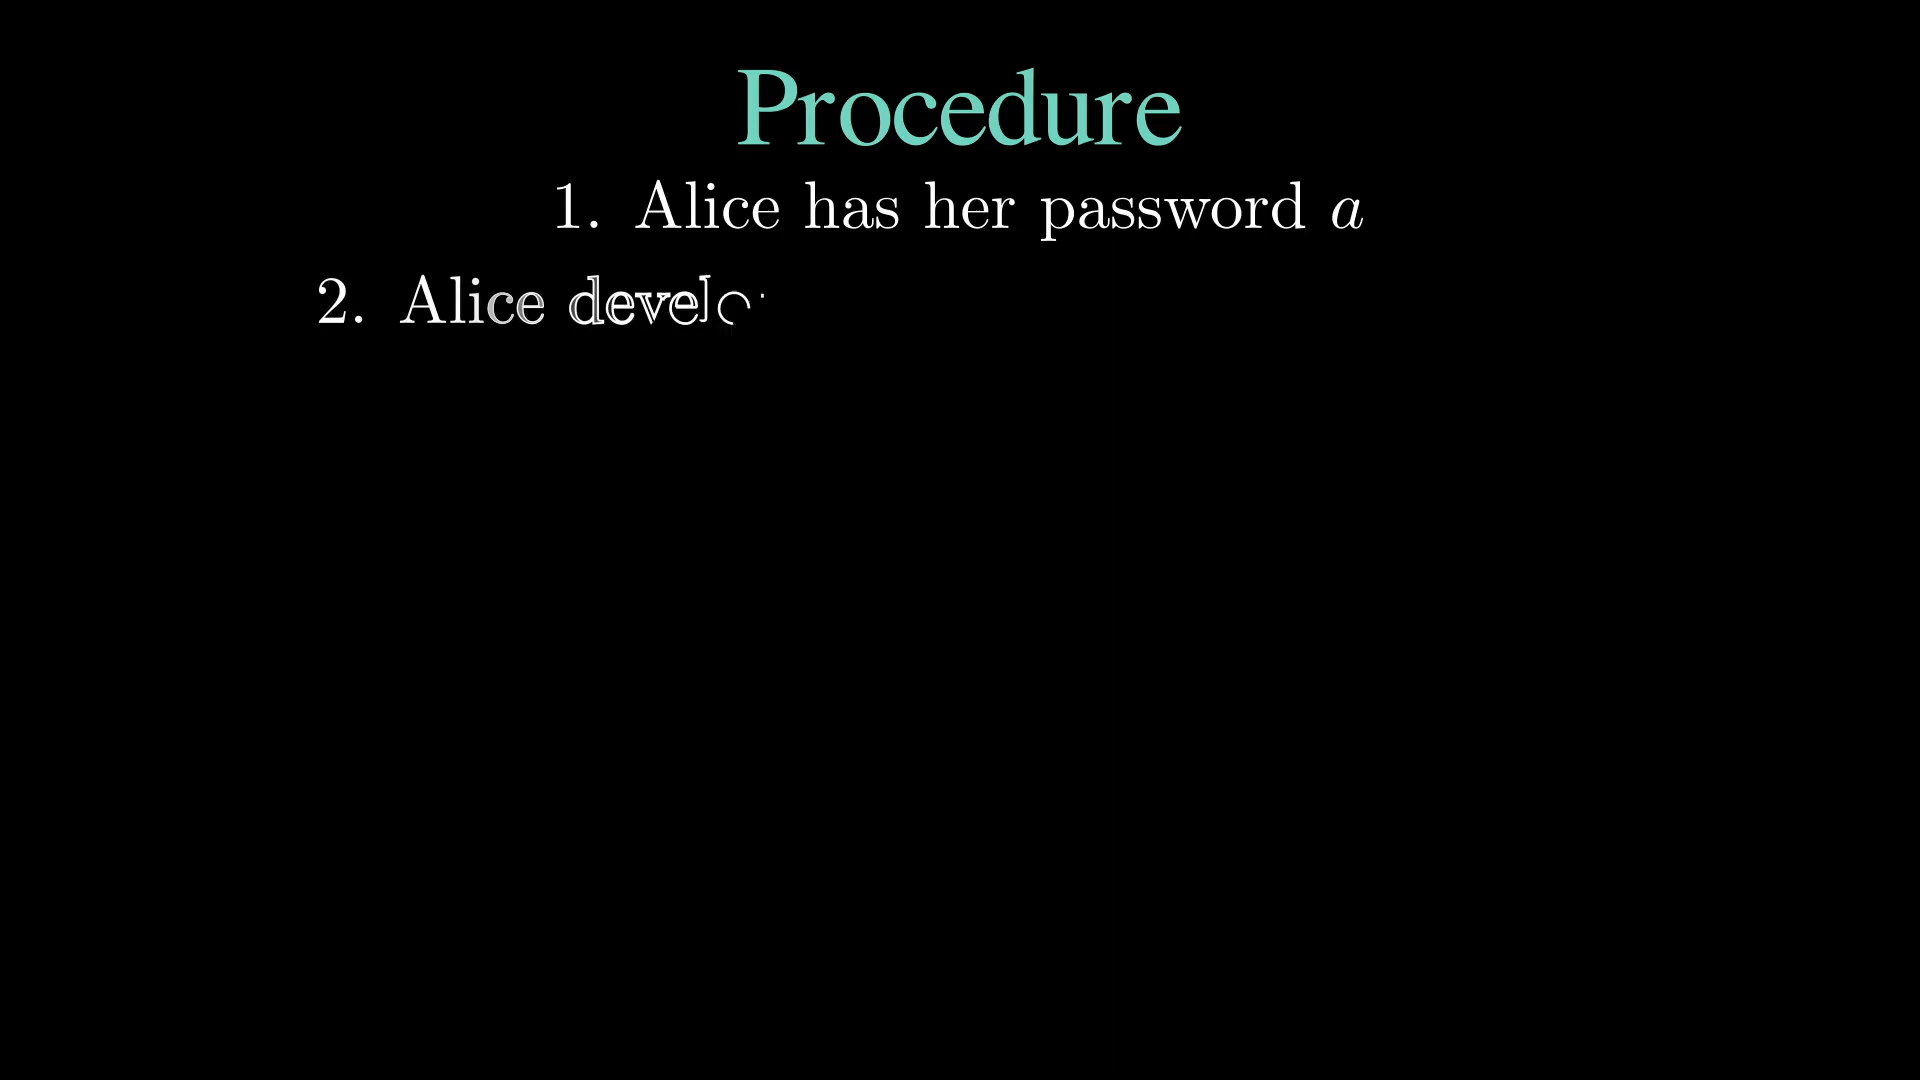 Procedure
1. Alice has her password a
2. Alice